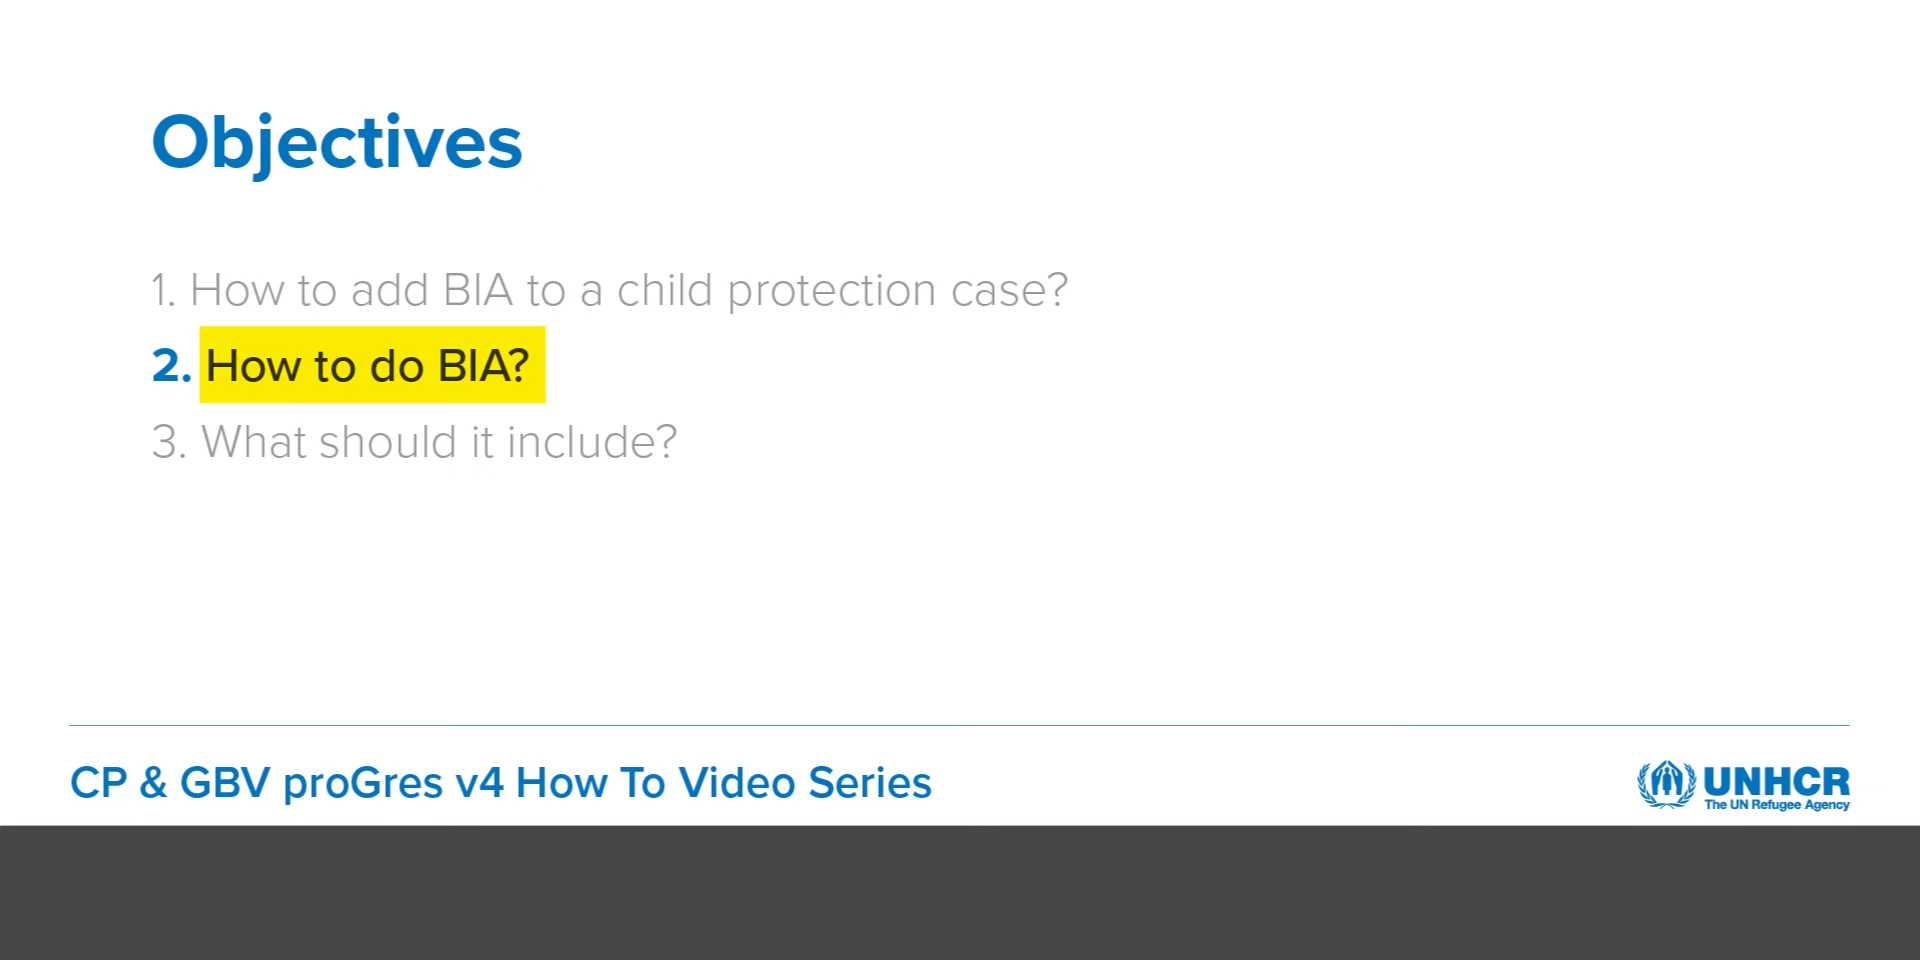 Objectives
1. How to add BIA to a child protection case?
2. How to do BIA?
3. What should it include?
CP & GBV proGres v4 How To Video Series
UNHCR
The UN Refugee Agency